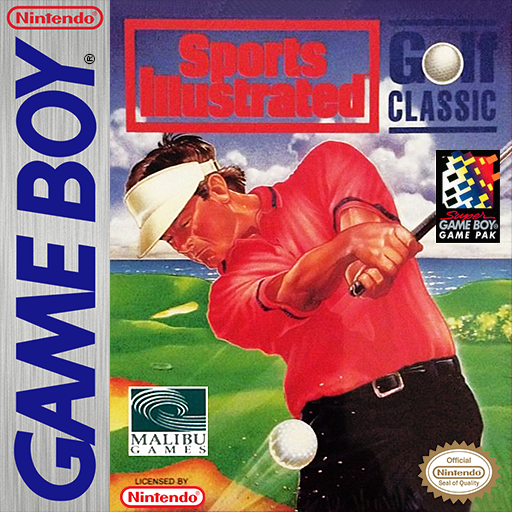 Nintendo
GAME BOY®
Sports
Illustrated
Golf
CLASSIC
Super
GAME BOY®
GAME PAK
MALIBU
GAMES
LICENSED BY
Nintendo
Official
Nintendo
Seal of Quality